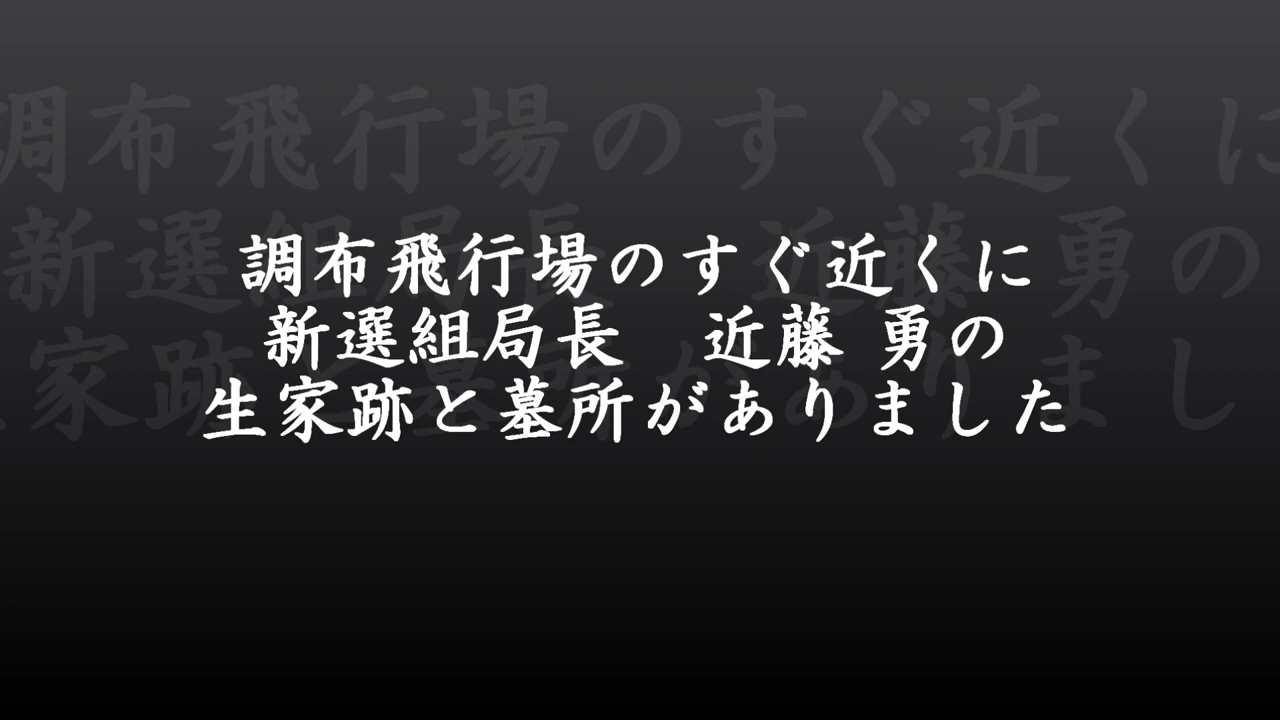 調布飛行場のすぐ近くに
新選組局長　近藤 勇の
生家跡と墓所がありました